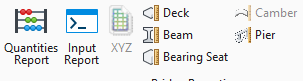 Quantities
Report
Input
Report
XYZ
Deck
Beam
Bearing Seat
Camber
Pier